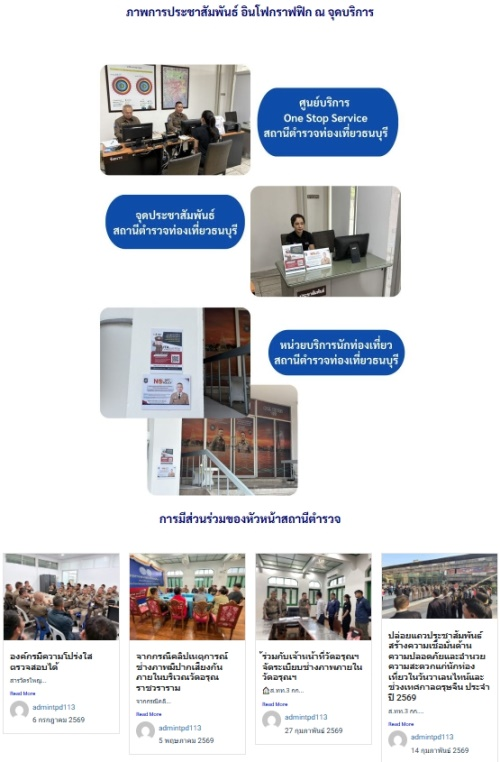 ภาพการประชาสัมพันธ์ อินโฟกราฟฟิก ณ จุดบริการ
ศูนย์บริการ
One Stop Service
สถานีตำรวจท่องเที่ยวธนบุรี
จุดประชาสัมพันธ์
สถานีตำรวจท่องเที่ยวธนบุรี
หน่วยบริการนักท่องเที่ยว
สถานีตำรวจท่องเที่ยวธนบุรี
การมีส่วนร่วมของหัวหน้าสถานีตำรวจ
องค์กรมีความโปร่งใส
ตรวจสอบได้
สารวัตรใหญ่...
Read More
admintpd113
6 กรกฎาคม 2569
จากกรณีคลิปเหตุการณ์
ช่างภาพมีปากเสียงกัน
ภายในบริเวณวัดอรุณ
ราชวราราม
จากกรณีคลิ...
Read More
admintpd113
5 พฤษภาคม 2569
ร่วมกับเจ้าหน้าที่วัดอรุณฯ
จัดระเบียบช่างภาพภายใน
วัดอรุณฯ
ส.ทท.3 กก....
Read More
admintpd113
27 กุมภาพันธ์ 2569
ปล่อยแถวประชาสัมพันธ์
สร้างความเชื่อมั่นด้าน
ความปลอดภัยและอำนวย
ความสะดวกแก่นักท่อง
เที่ยวในวันวาเลนไทน์และ
ช่วงเทศกาลตรุษจีน ประจำ
ปี 2569
ส.ทท.3 กก....
Read More
admintpd113
14 กุมภาพันธ์ 2569